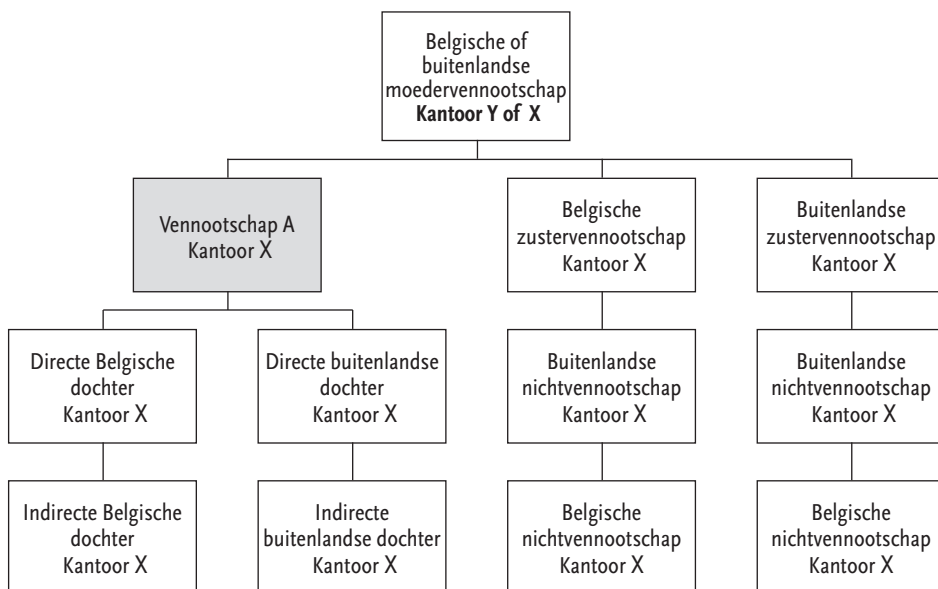 Belgische of
buitenlandse
moedervennootschap
Kantoor Y of X
Vennootschap A
Kantoor X
Belgische
zustervennootschap
Kantoor X
Buitenlandse
zustervennootschap
Kantoor X
Directe Belgische
dochter
Kantoor X
Directe buitenlandse
dochter
Kantoor X
Buitenlandse
nichtvennootschap
Kantoor X
Buitenlandse
nichtvennootschap
Kantoor X
Indirecte Belgische
dochter
Kantoor X
Indirecte
buitenlandse dochter
Kantoor X
Belgische
nichtvennootschap
Kantoor X
Belgische
nichtvennootschap
Kantoor X